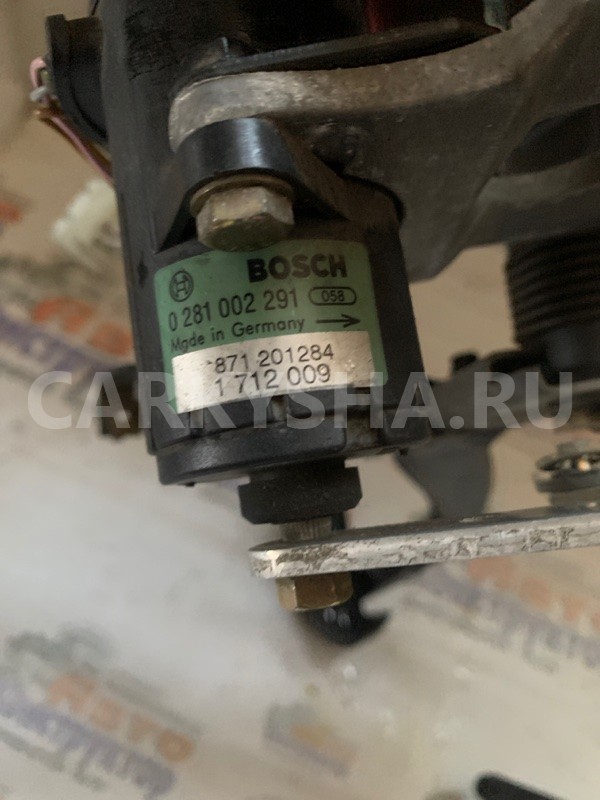 BOSCH
0 281 002 291 058
Made in Germany
871 201284
1 712 009
CARKYSHA.RU